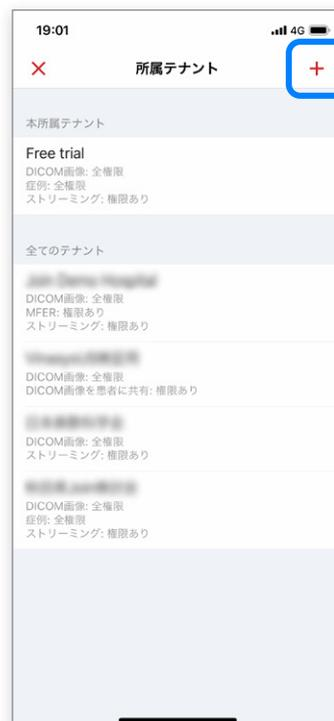 19:01
4G
所属テナント
本所属テナント
Free trial
DICOM画像: 全権限
症例: 全権限
ストリーミング: 権限あり
全てのテナント
DICOM画像: 全権限
MFER: 権限あり
ストリーミング: 権限あり
DICOM画像: 全権限
DICOM画像を患者に共有: 権限あり
DICOM画像: 全権限
ストリーミング: 権限あり
DICOM画像: 全権限
症例: 全権限
ストリーミング: 権限あり